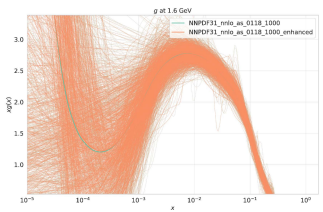 g at 1.6 GeV
NNPDF31_nnlo_as_0118_1000
NNPDF31_nnlo_as_0118_1000_enhanced
xg(x)
3.0
2.5
2.0
1.5
1.0
10⁻⁵ 10⁻⁴ 10⁻³ 10⁻² 10⁻¹ 10⁰
x